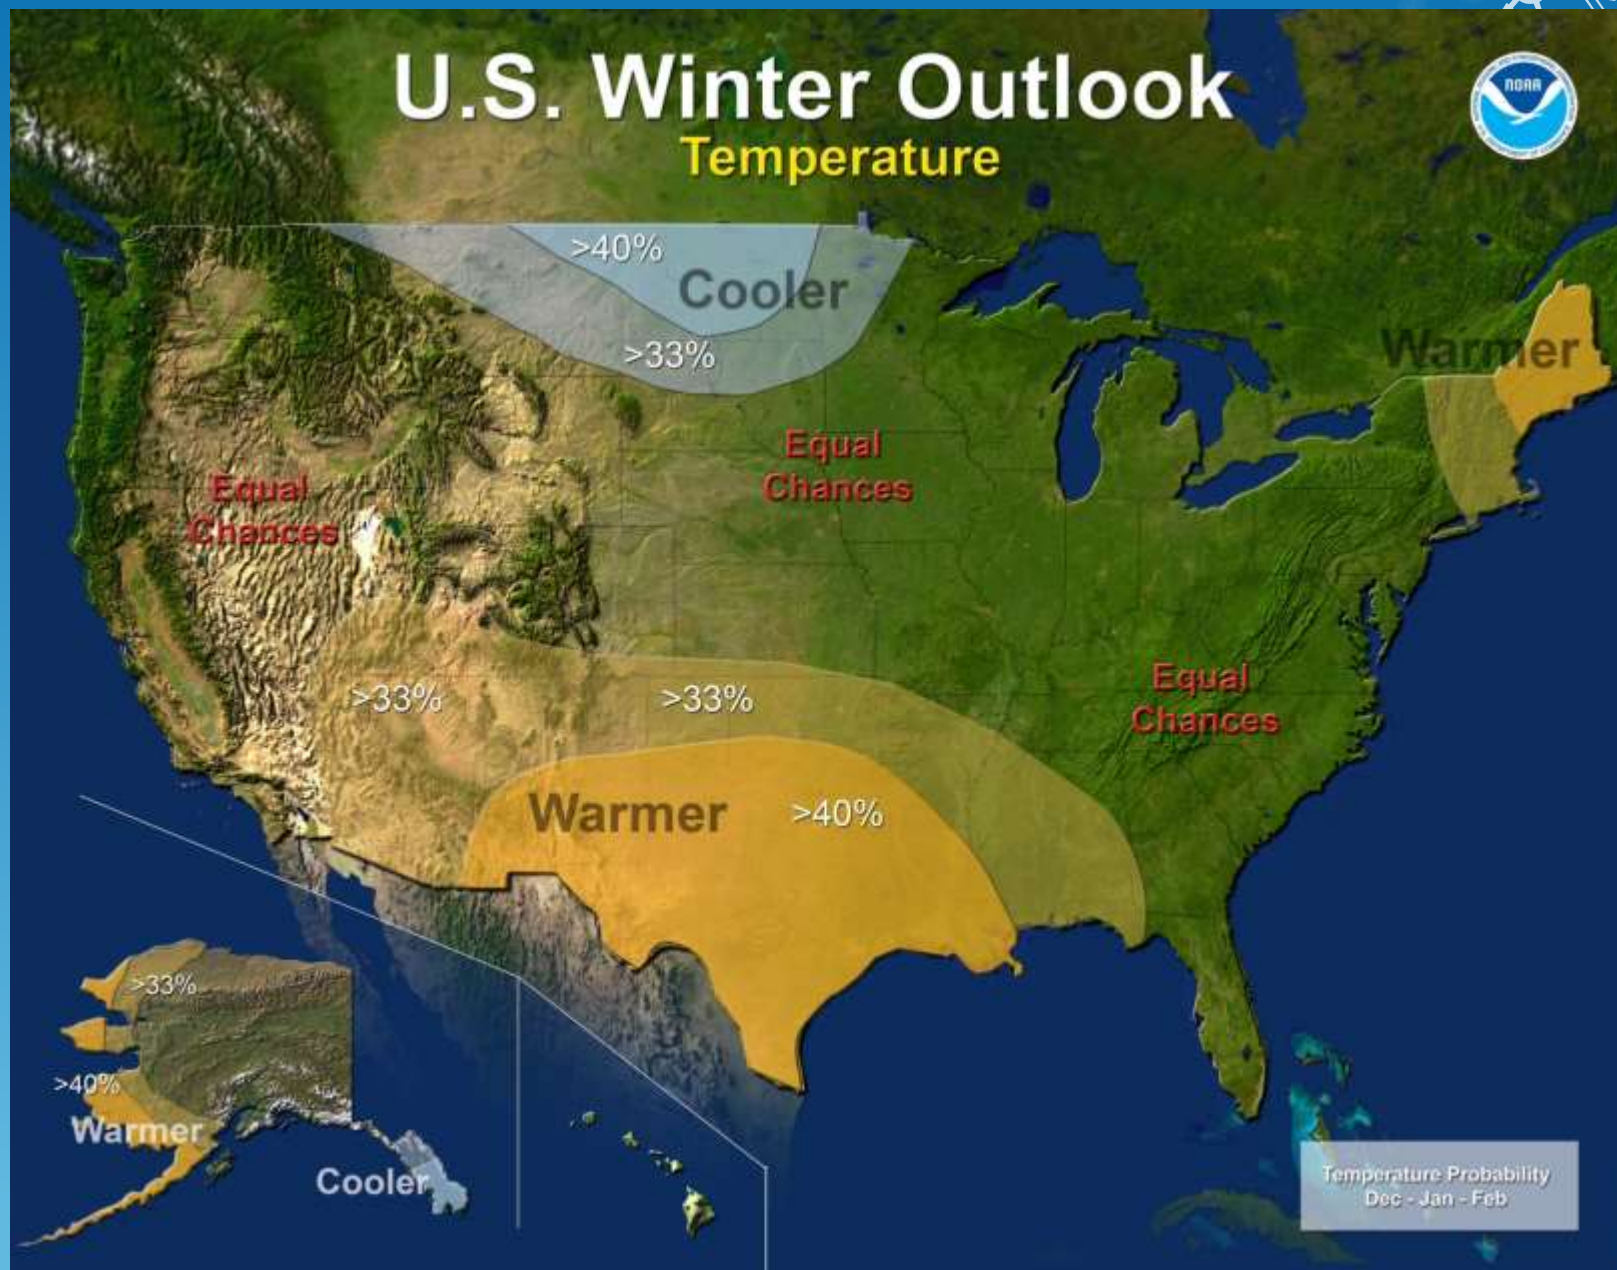 U.S. Winter Outlook
Temperature
NOAA
>40%
Cooler
>33%
Warmer
Equal
Chances
Equal
Chances
Equal
Chances
>33%
>33%
Warmer
>40%
>33%
>40%
Warmer
Cooler
Temperature Probability
Dec - Jan - Feb